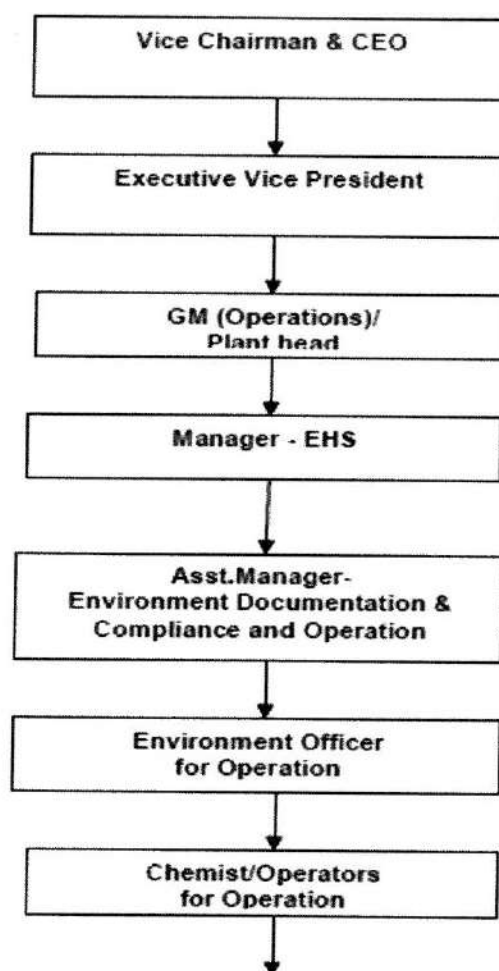 Vice Chairman & CEO
Executive Vice President
GM (Operations)/
Plant head
Manager - EHS
Asst.Manager-
Environment Documentation &
Compliance and Operation
Environment Officer
for Operation
Chemist/Operators
for Operation